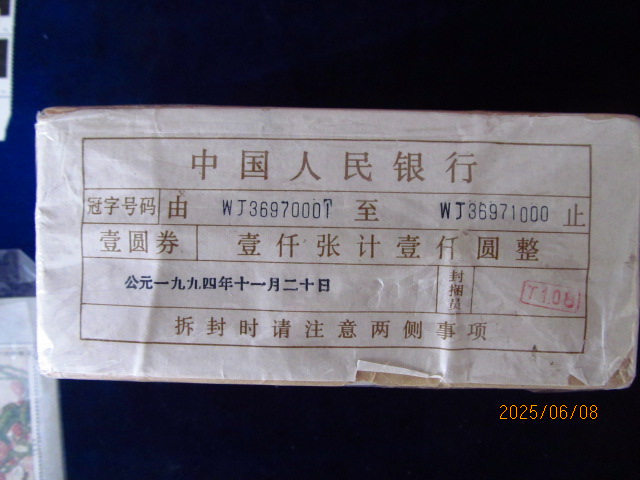 中国人民银行
冠字号码 由 WJ36970001 至 WJ36971000 止
壹圆券 壹仟张计壹仟圆整
公元一九九四年十一月二十日 封捆员
拆封时请注意两侧事项
2025/06/08